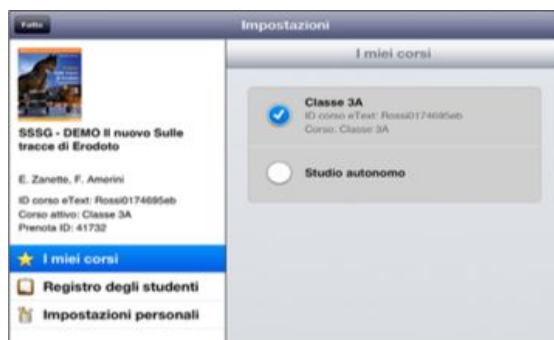 Fatto
Impostazioni
I miei corsi
SSSG - DEMO Il nuovo Sulle
tracce di Erodoto
E. Zanette, F. Amerini
ID corso eText: Rossi0174695eb
Corso attivo: Classe 3A
Prenota ID: 41732
I miei corsi
Registro degli studenti
Impostazioni personali
Classe 3A
ID corso eText: Rossi0174695eb
Corso: Classe 3A
Studio autonomo